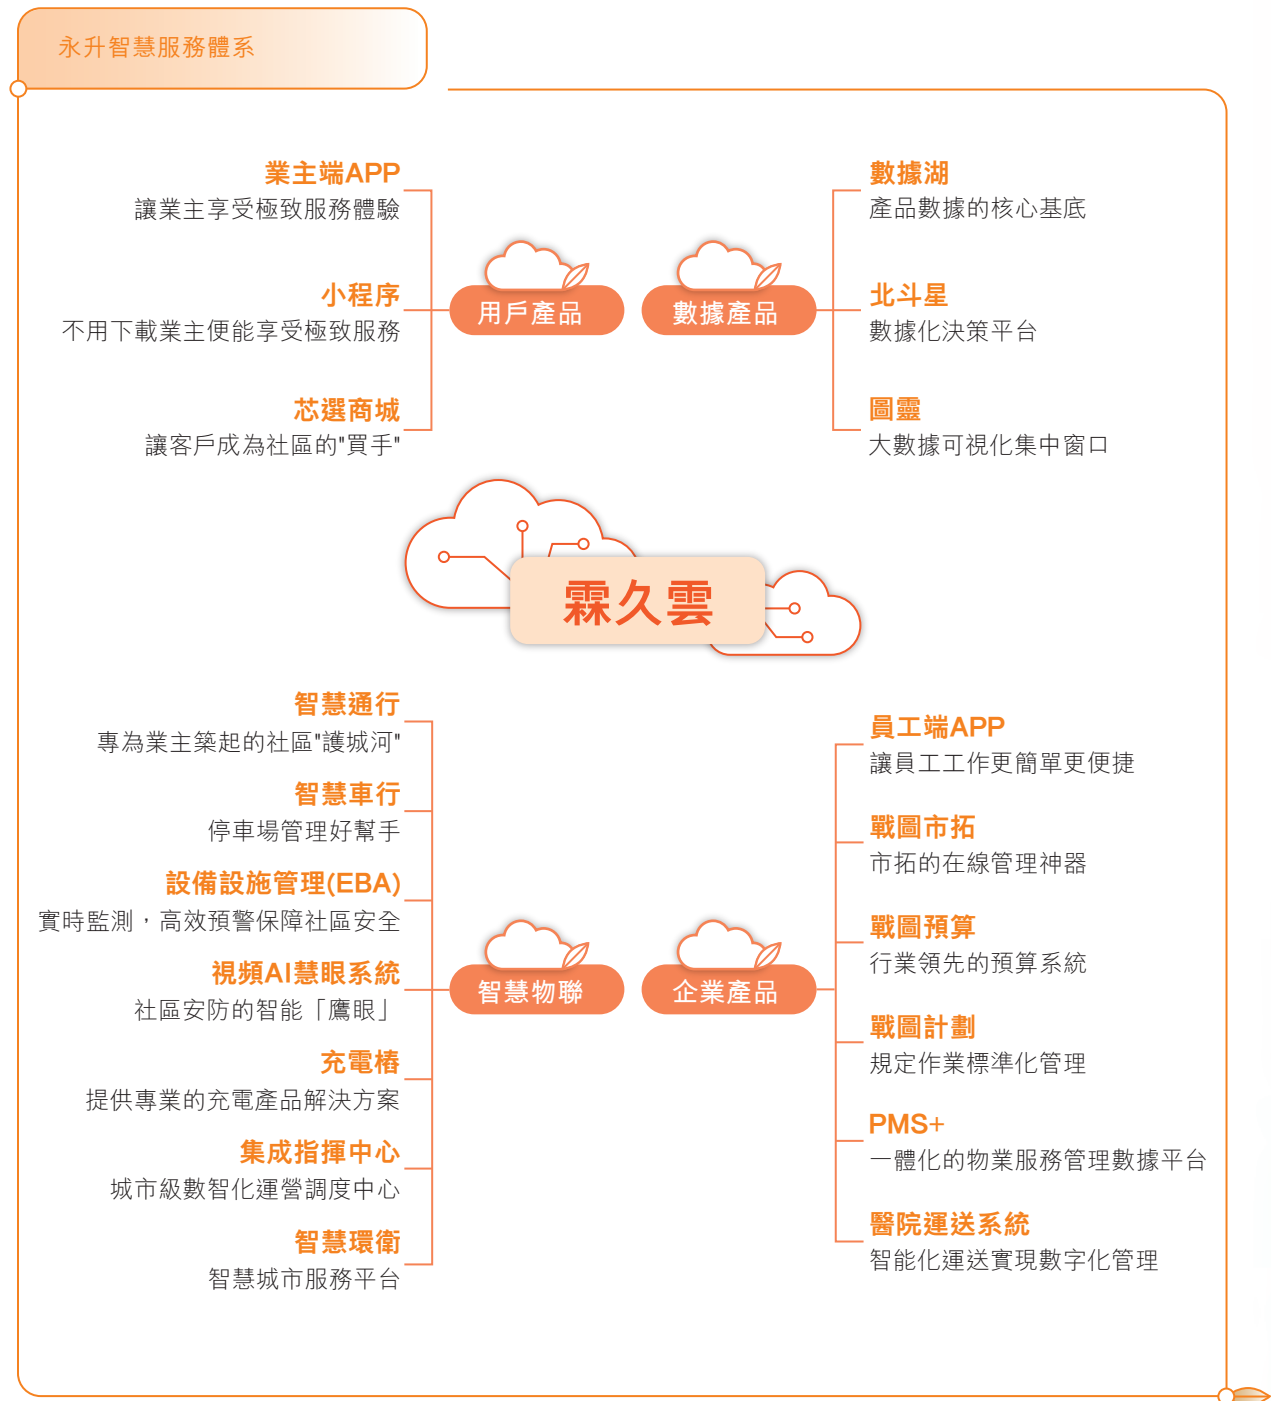 永升智慧服務體系
業主端APP
讓業主享受極致服務體驗
小程序
不用下載業主便能享受極致服務
芯選商城
讓客戶成為社區的"買手"
用戶產品
數據產品
數據湖
產品數據的核心基底
北斗星
數據化決策平台
圖靈
大數據可視化集中窗口
霖久雲
智慧通行
專為業主築起的社區"護城河"
智慧車行
停車場管理好幫手
設備設施管理(EBA)
實時監測，高效預警保障社區安全
視頻AI慧眼系統
社區安防的智能「鷹眼」
充電樁
提供專業的充電產品解決方案
集成指揮中心
城市級數智化運營調度中心
智慧環衛
智慧城市服務平台
智慧物聯
企業產品
員工端APP
讓員工工作更簡單更便捷
戰圖市拓
市拓的在線管理神器
戰圖預算
行業領先的預算系統
戰圖計劃
規定作業標準化管理
PMS+
一體化的物業服務管理數據平台
醫院運送系統
智能化運送實現數字化管理